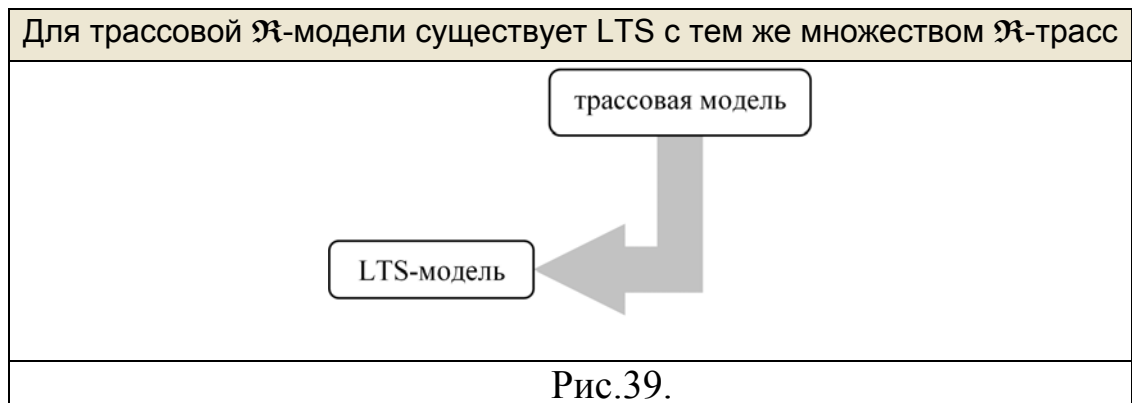 Для трассовой ℜ-модели существует LTS с тем же множеством ℜ-трасс
трассовая модель
LTS-модель
Рис.39.